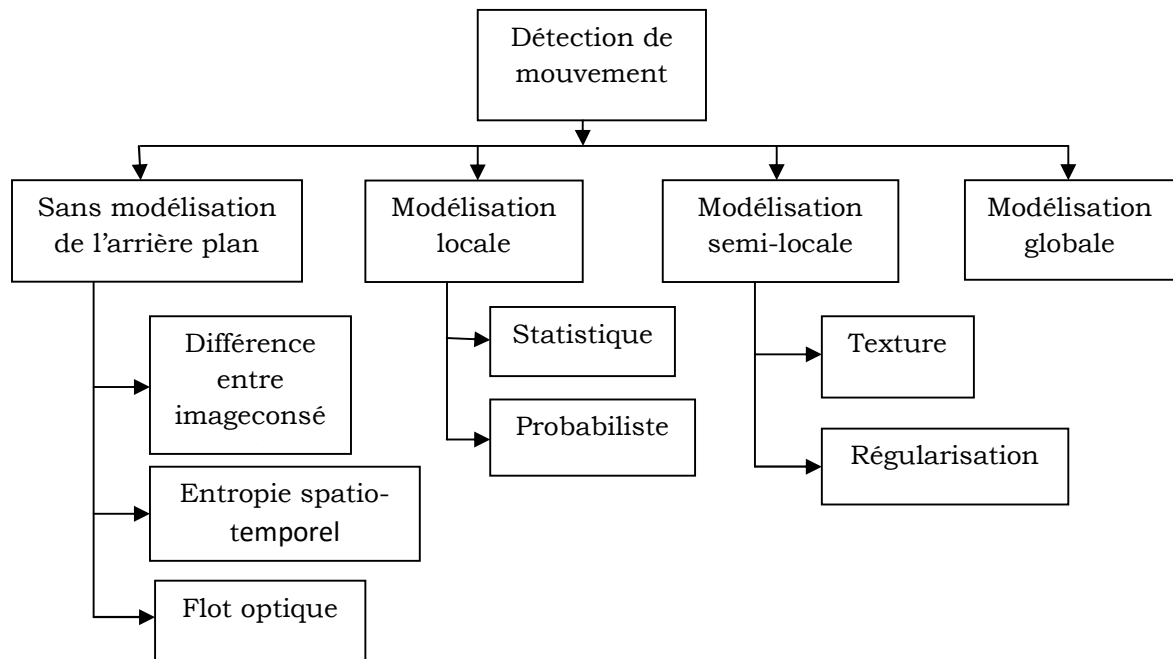 Détection de
mouvement
Sans modélisation
de l'arrière plan
Modélisation
locale
Modélisation
semi-locale
Modélisation
globale
Différence
entre
imageconsé
Entropie spatio-
temporel
Flot optique
Statistique
Probabiliste
Texture
Régularisation